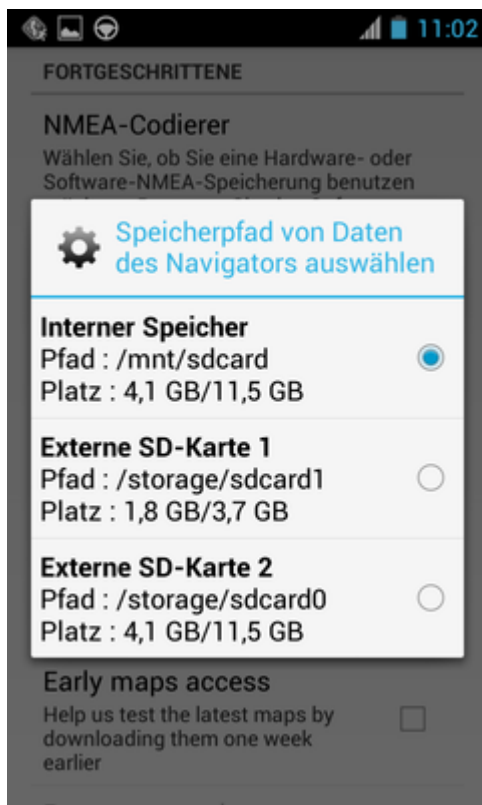 11:02
FORTGESCHRITTENE
NMEA-Codierer
Wählen Sie, ob Sie eine Hardware- oder
Software-NMEA-Speicherung benutzen
Speicherpfad von Daten
des Navigators auswählen
Interner Speicher
Pfad : /mnt/sdcard
Platz : 4,1 GB/11,5 GB
Externe SD-Karte 1
Pfad : /storage/sdcard1
Platz : 1,8 GB/3,7 GB
Externe SD-Karte 2
Pfad : /storage/sdcard0
Platz : 4,1 GB/11,5 GB
Early maps access
Help us test the latest maps by
downloading them one week
earlier